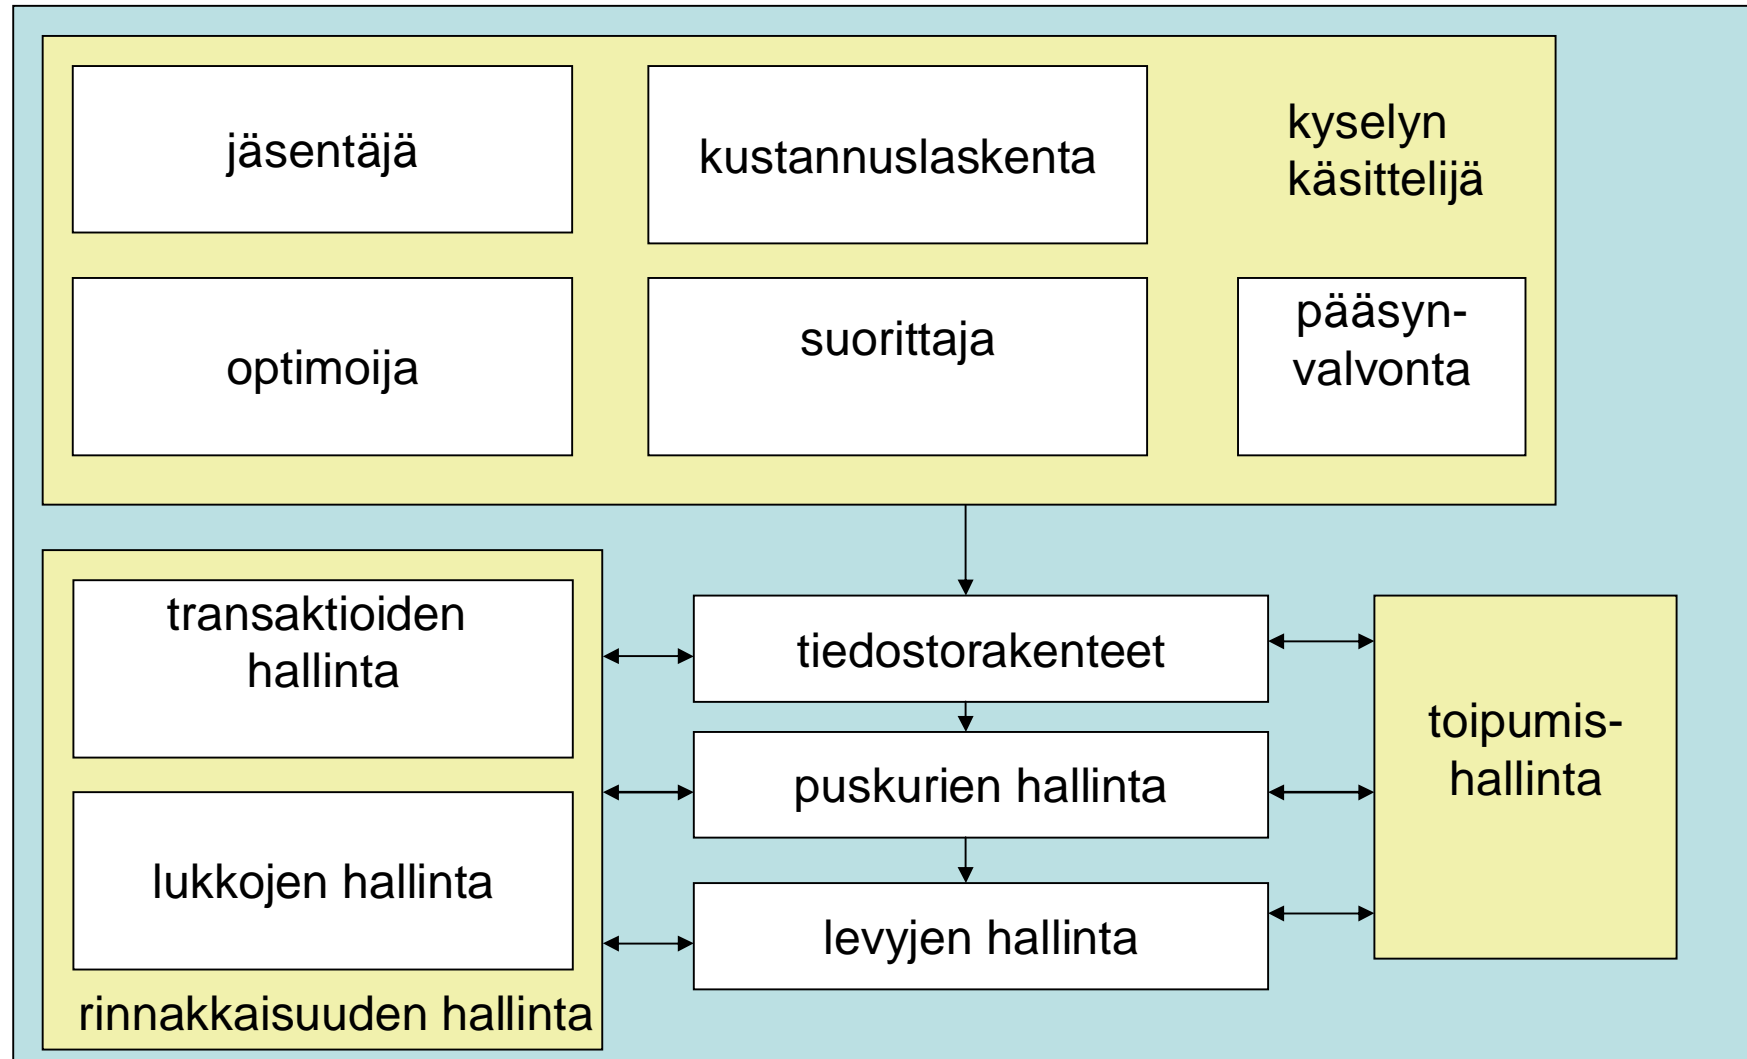 jäsentäjä
kustannuslaskenta
kyselyn
käsittelijä
optimoija
suorittaja
pääsyn-
valvonta
transaktioiden
hallinta
lukkojen hallinta
rinnakkaisuuden hallinta
tiedostorakenteet
puskurien hallinta
levyjen hallinta
toipumis-
hallinta